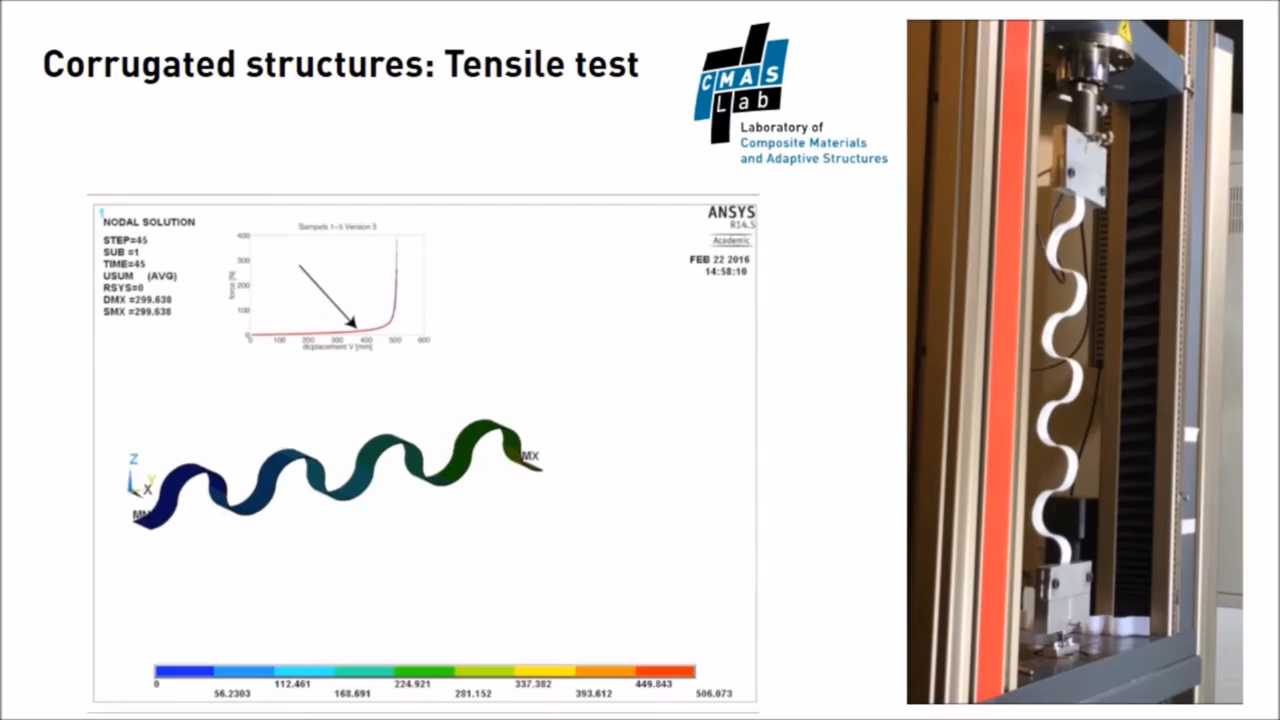 Corrugated structures: Tensile test
CMAS
Lab
Laboratory of
Composite Materials
and Adaptive Structures
NODAL SOLUTION
STEP=45
SUB =1
TIME=45
USUM (AVG)
RSYS=0
DMX =299.638
SMX =299.638
Sampels 1-5 Version 3
400
300
200
100
0
force [N]
0 100 200 300 400 500 600
dicplacement V [mm]
ANSYS
R14.5
Academic
FEB 22 2016
14:58:10
Z
Y
X
MN
MX
0 112.461 224.921 337.382 449.843
56.2303 168.691 281.152 393.612 506.073